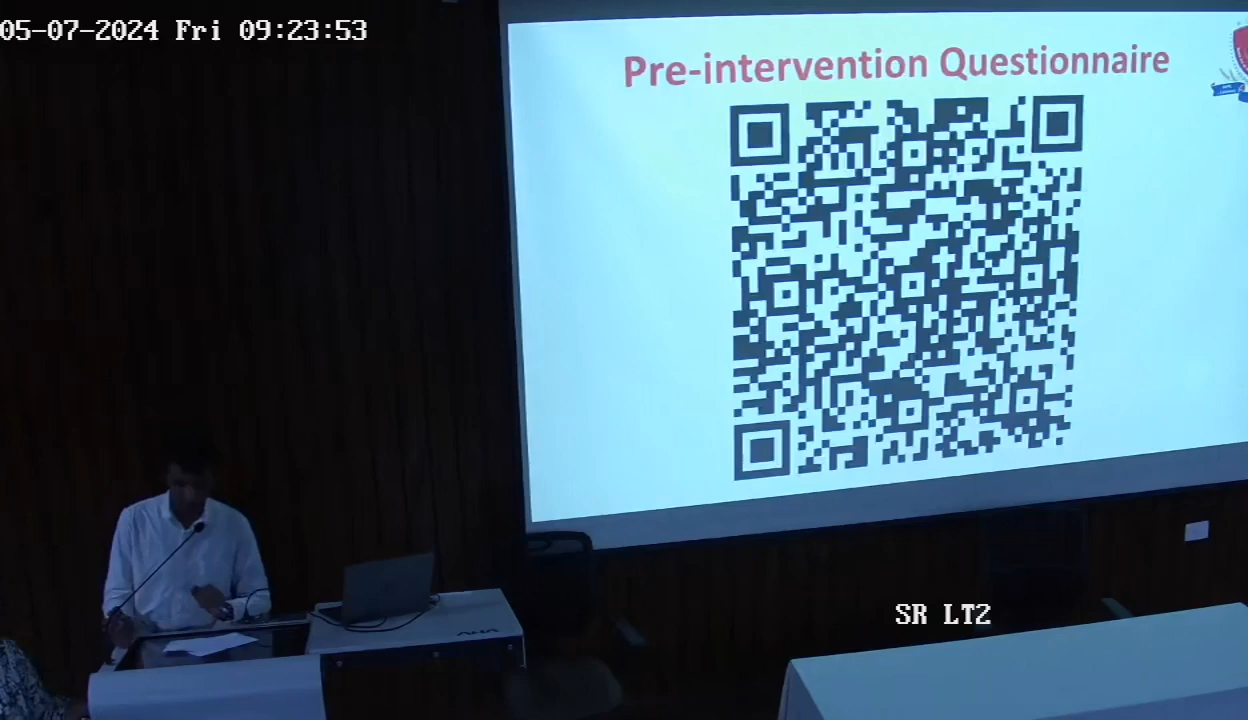 05-07-2024 Fri 09:23:53
Pre-intervention Questionnaire
SR LT2